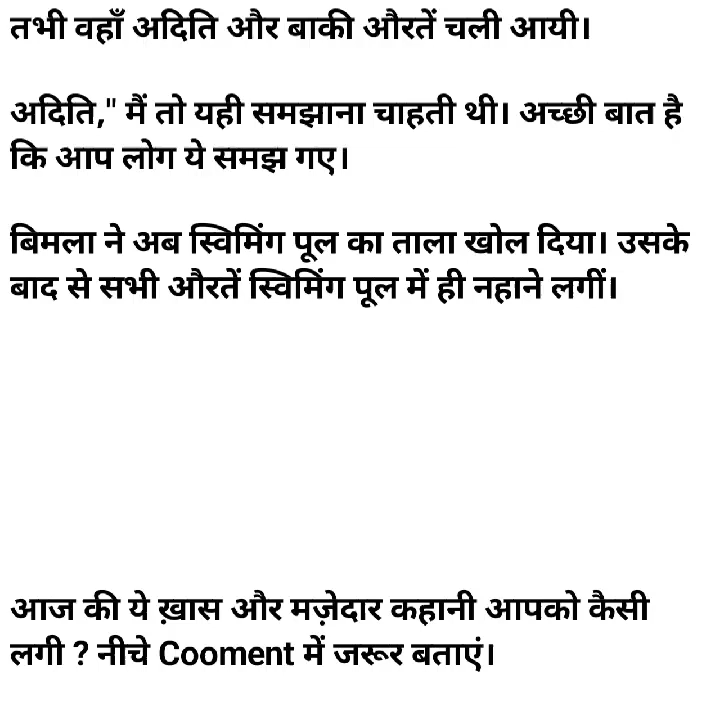 तभी वहाँ अदिति और बाकी औरतें चली आयी।
अदिति," मैं तो यही समझाना चाहती थी। अच्छी बात है
कि आप लोग ये समझ गए।
बिमला ने अब स्विमिंग पूल का ताला खोल दिया। उसके
बाद से सभी औरतें स्विमिंग पूल में ही नहाने लगीं।
आज की ये ख़ास और मज़ेदार कहानी आपको कैसी
लगी ? नीचे Cooment में जरूर बताएं।